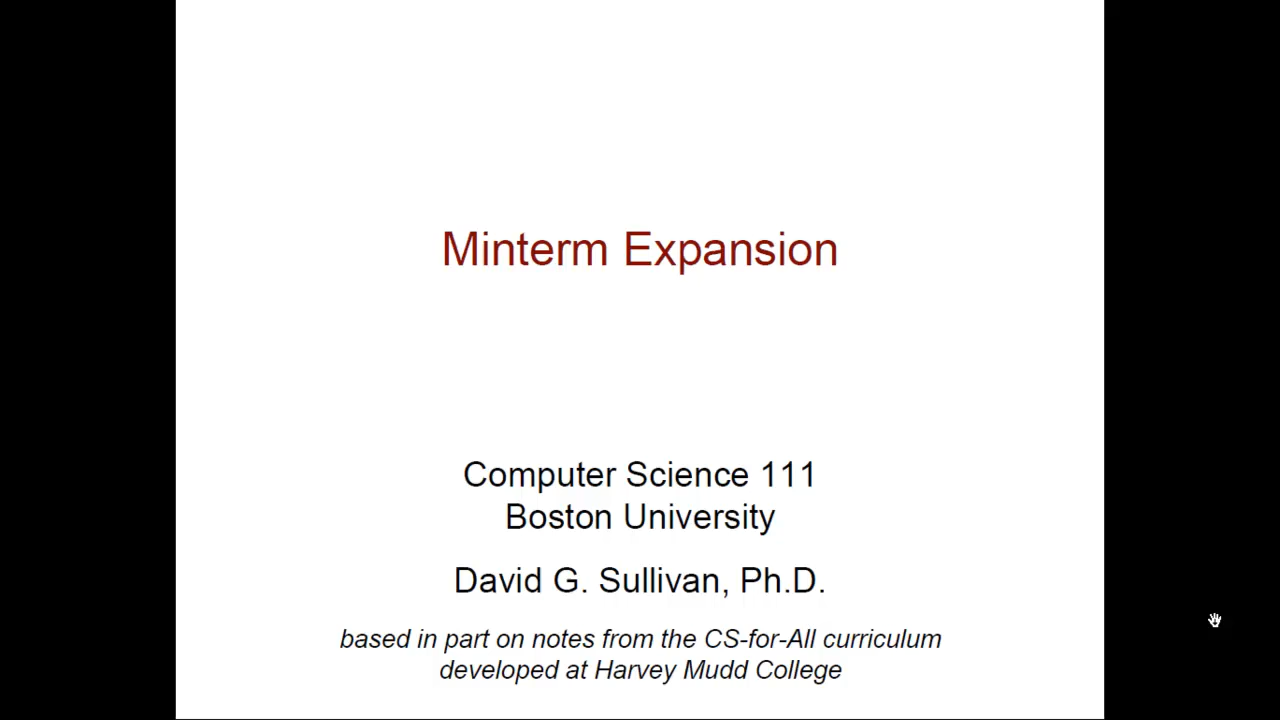 Minterm Expansion
Computer Science 111
Boston University
David G. Sullivan, Ph.D.
based in part on notes from the CS-for-All curriculum
developed at Harvey Mudd College